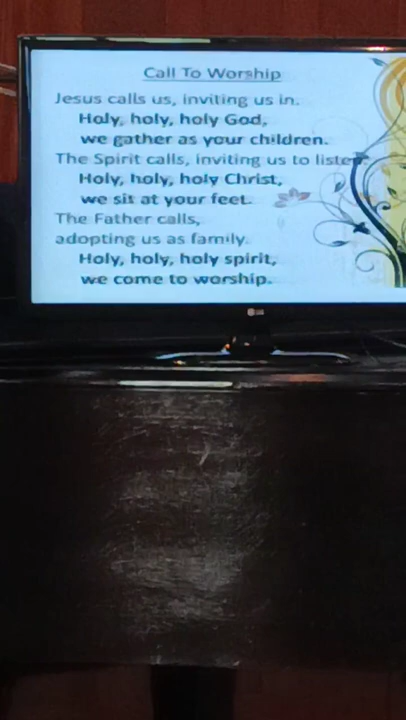 Call To Worship
Jesus calls us, inviting us in.
Holy, holy, holy God,
we gather as your children.
The Spirit calls, inviting us to listen
Holy, holy, holy Christ,
we sit at your feet.
The Father calls,
adopting us as family.
Holy, holy, holy spirit,
we come to worship.
LG